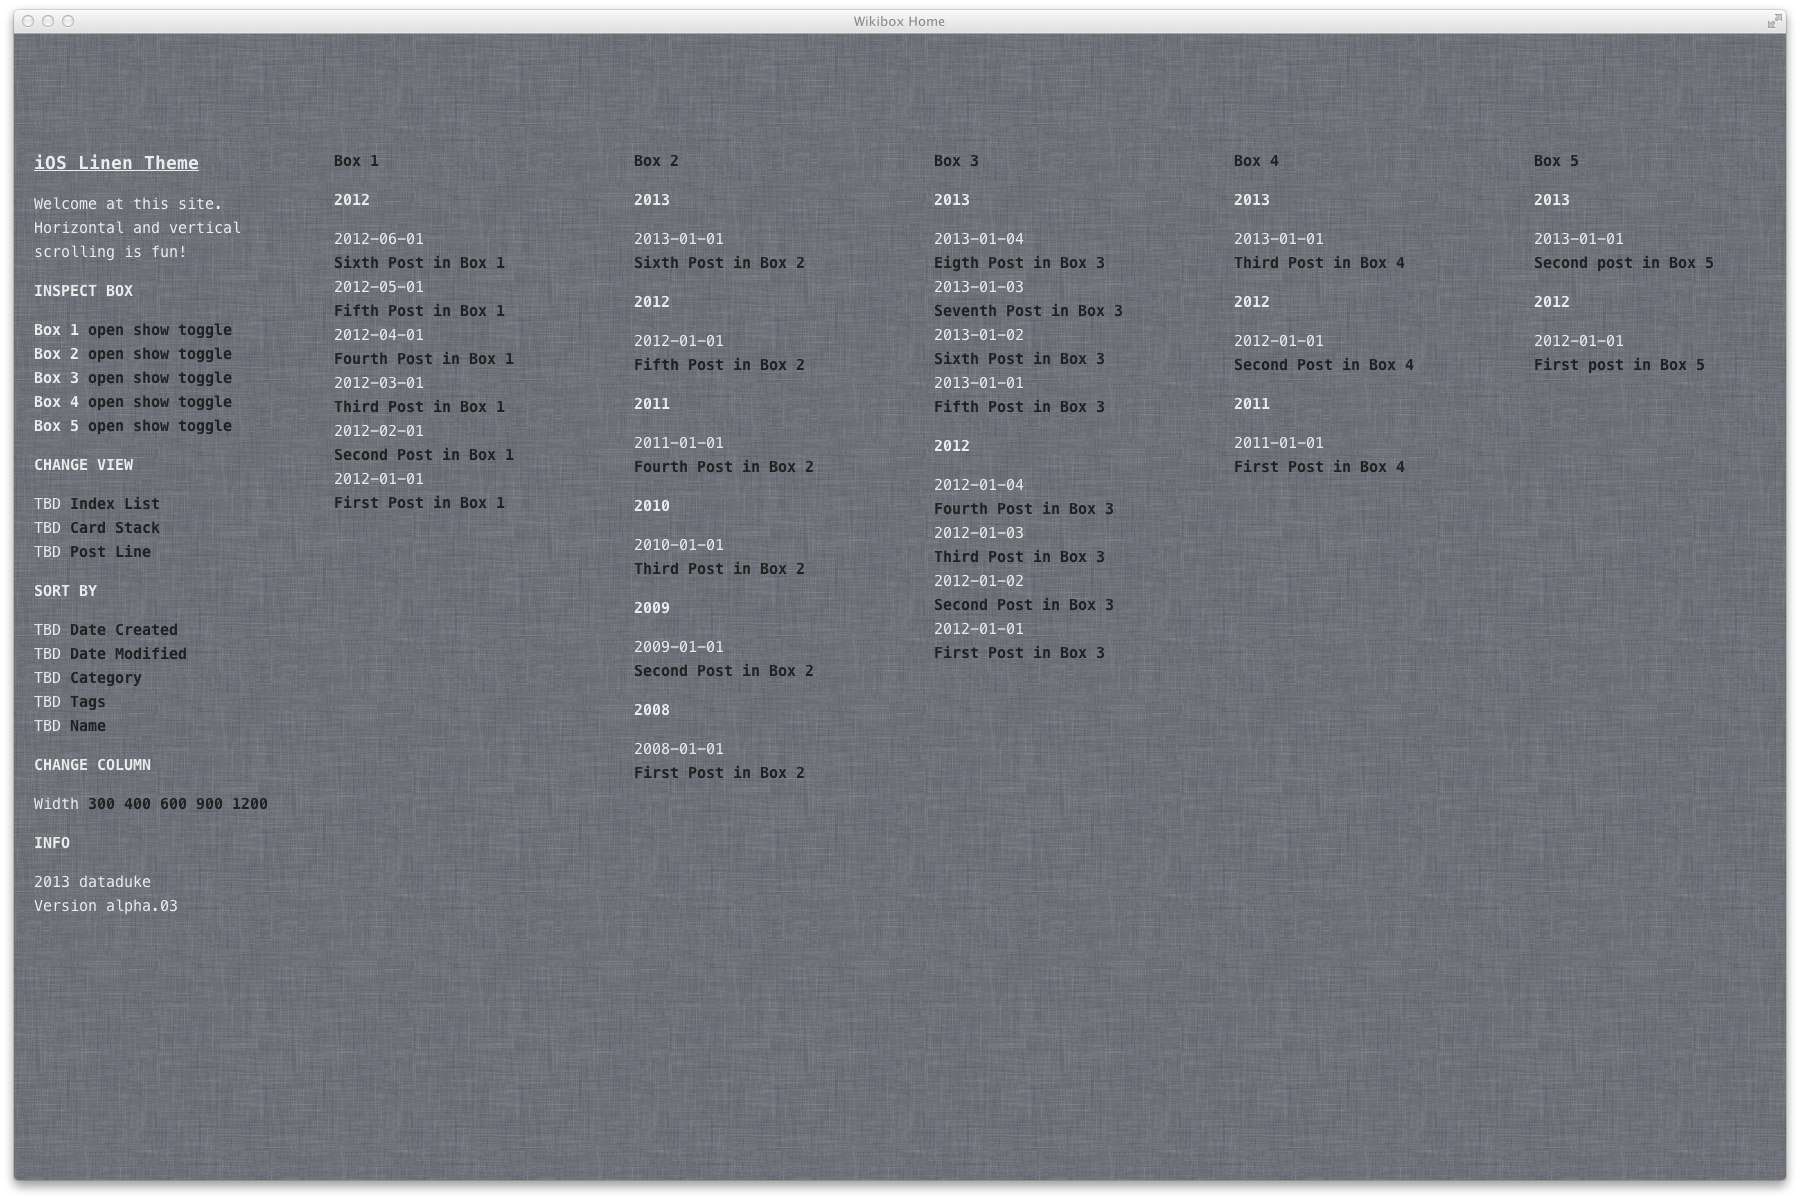 Wikibox Home
iOS Linen Theme
Welcome at this site.
Horizontal and vertical
scrolling is fun!
INSPECT BOX
Box 1 open show toggle
Box 2 open show toggle
Box 3 open show toggle
Box 4 open show toggle
Box 5 open show toggle
CHANGE VIEW
TBD Index List
TBD Card Stack
TBD Post Line
SORT BY
TBD Date Created
TBD Date Modified
TBD Category
TBD Tags
TBD Name
CHANGE COLUMN
Width 300 400 600 900 1200
INFO
2013 dataduke
Version alpha.03
Box 1
2012
2012-06-01
Sixth Post in Box 1
2012-05-01
Fifth Post in Box 1
2012-04-01
Fourth Post in Box 1
2012-03-01
Third Post in Box 1
2012-02-01
Second Post in Box 1
2012-01-01
First Post in Box 1
Box 2
2013
2013-01-01
Sixth Post in Box 2
2012
2012-01-01
Fifth Post in Box 2
2011
2011-01-01
Fourth Post in Box 2
2010
2010-01-01
Third Post in Box 2
2009
2009-01-01
Second Post in Box 2
2008
2008-01-01
First Post in Box 2
Box 3
2013
2013-01-04
Eigth Post in Box 3
2013-01-03
Seventh Post in Box 3
2013-01-02
Sixth Post in Box 3
2013-01-01
Fifth Post in Box 3
2012
2012-01-04
Fourth Post in Box 3
2012-01-03
Third Post in Box 3
2012-01-02
Second Post in Box 3
2012-01-01
First Post in Box 3
Box 4
2013
2013-01-01
Third Post in Box 4
2012
2012-01-01
Second Post in Box 4
2011
2011-01-01
First Post in Box 4
Box 5
2013
2013-01-01
Second post in Box 5
2012
2012-01-01
First post in Box 5